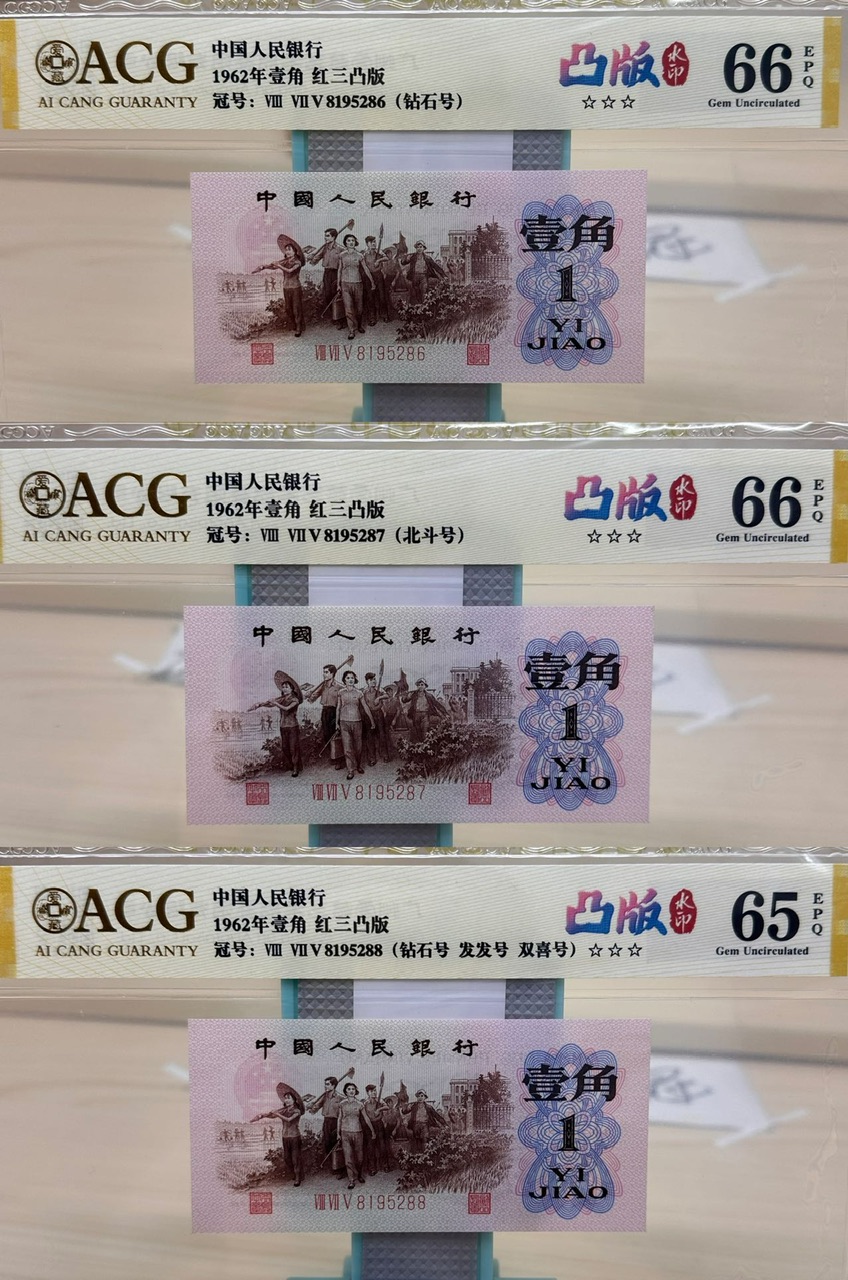 ACG
AI CANG GUARANTY
中国人民银行
1962年壹角 红三凸版
冠号: Ⅷ Ⅶ Ⅴ 8195286 (钻石号)
凸版 水印
☆☆☆
66 EPQ
Gem Uncirculated
中國人民銀行
壹角
1
YI
JIAO
Ⅷ Ⅶ Ⅴ 8195286
ACG
AI CANG GUARANTY
中国人民银行
1962年壹角 红三凸版
冠号: Ⅷ Ⅶ Ⅴ 8195287 (北斗号)
凸版 水印
☆☆☆
66 EPQ
Gem Uncirculated
中國人民銀行
壹角
1
YI
JIAO
Ⅷ Ⅶ Ⅴ 8195287
ACG
AI CANG GUARANTY
中国人民银行
1962年壹角 红三凸版
冠号: Ⅷ Ⅶ Ⅴ 8195288 (钻石号 发发号 双喜号) ☆☆☆
凸版 水印
65 EPQ
Gem Uncirculated
中國人民銀行
壹角
1
YI
JIAO
Ⅷ Ⅶ Ⅴ 8195288